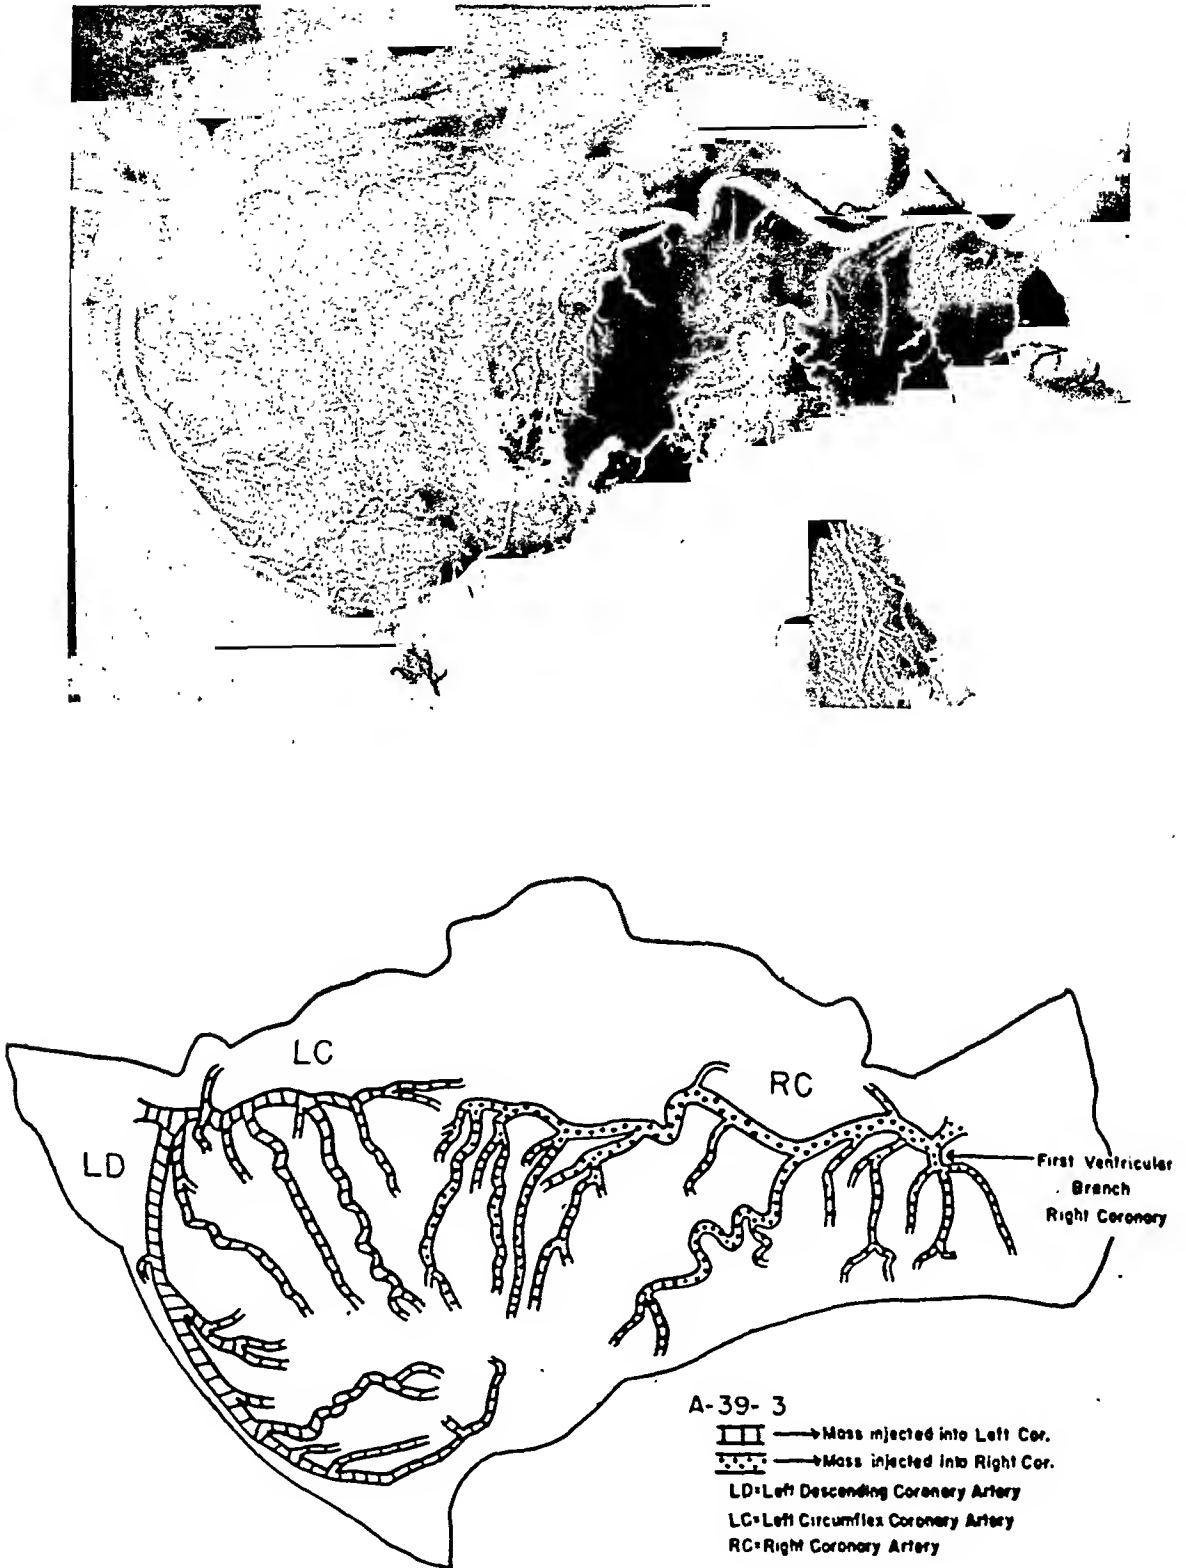 LC
RC
LD
First Ventricular
Branch
Right Coronary
A-39-3
Mass injected into Left Cor.
Mass injected into Right Cor.
LD=Left Descending Coronary Artery
LC=Left Circumflex Coronary Artery
RC=Right Coronary Artery